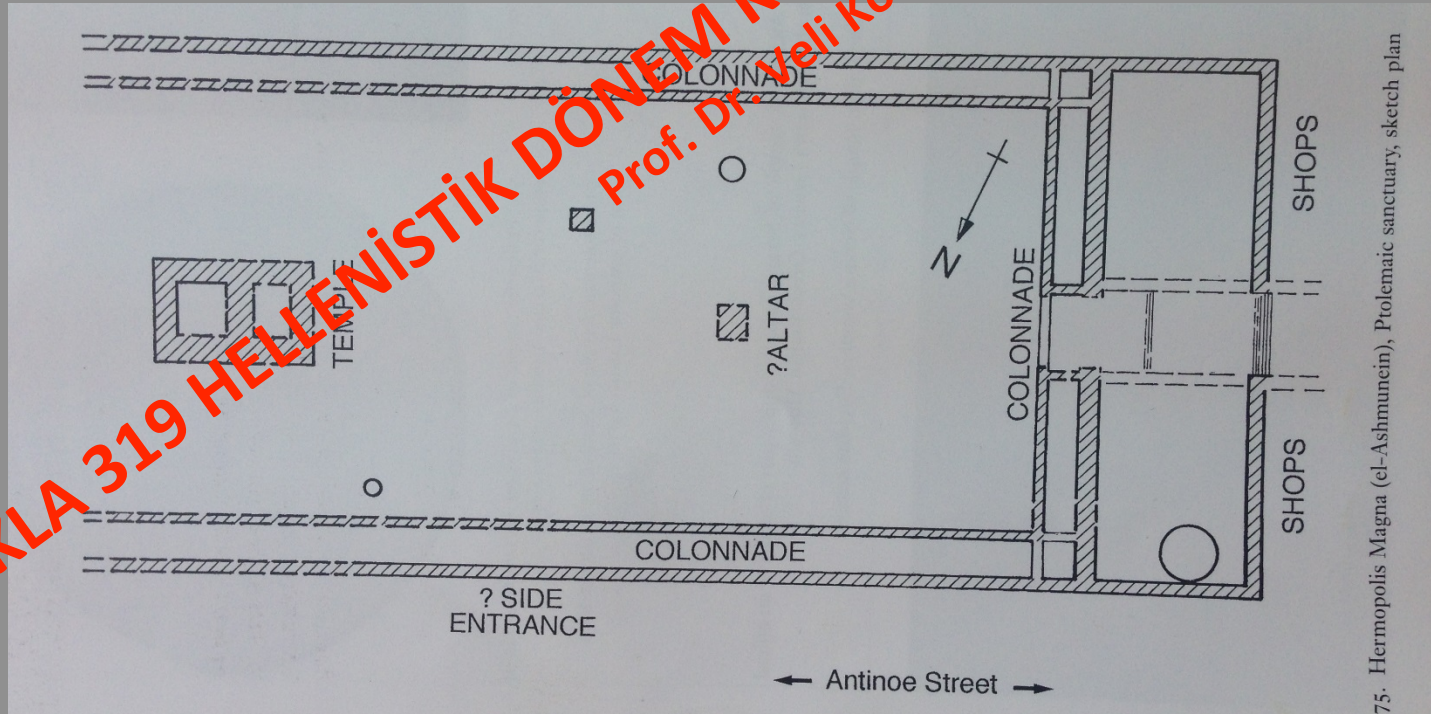 KLA 319 HELLENİSTİK DÖNEM
Prof. Dr. Veli
COLONNADE
SHOPS
N
COLONNADE
TEMPLE
?ALTAR
SHOPS
COLONNADE
? SIDE
ENTRANCE
← Antinoe Street →
75. Hermopolis Magna (el-Ashmunein), Ptolemaic sanctuary, sketch plan